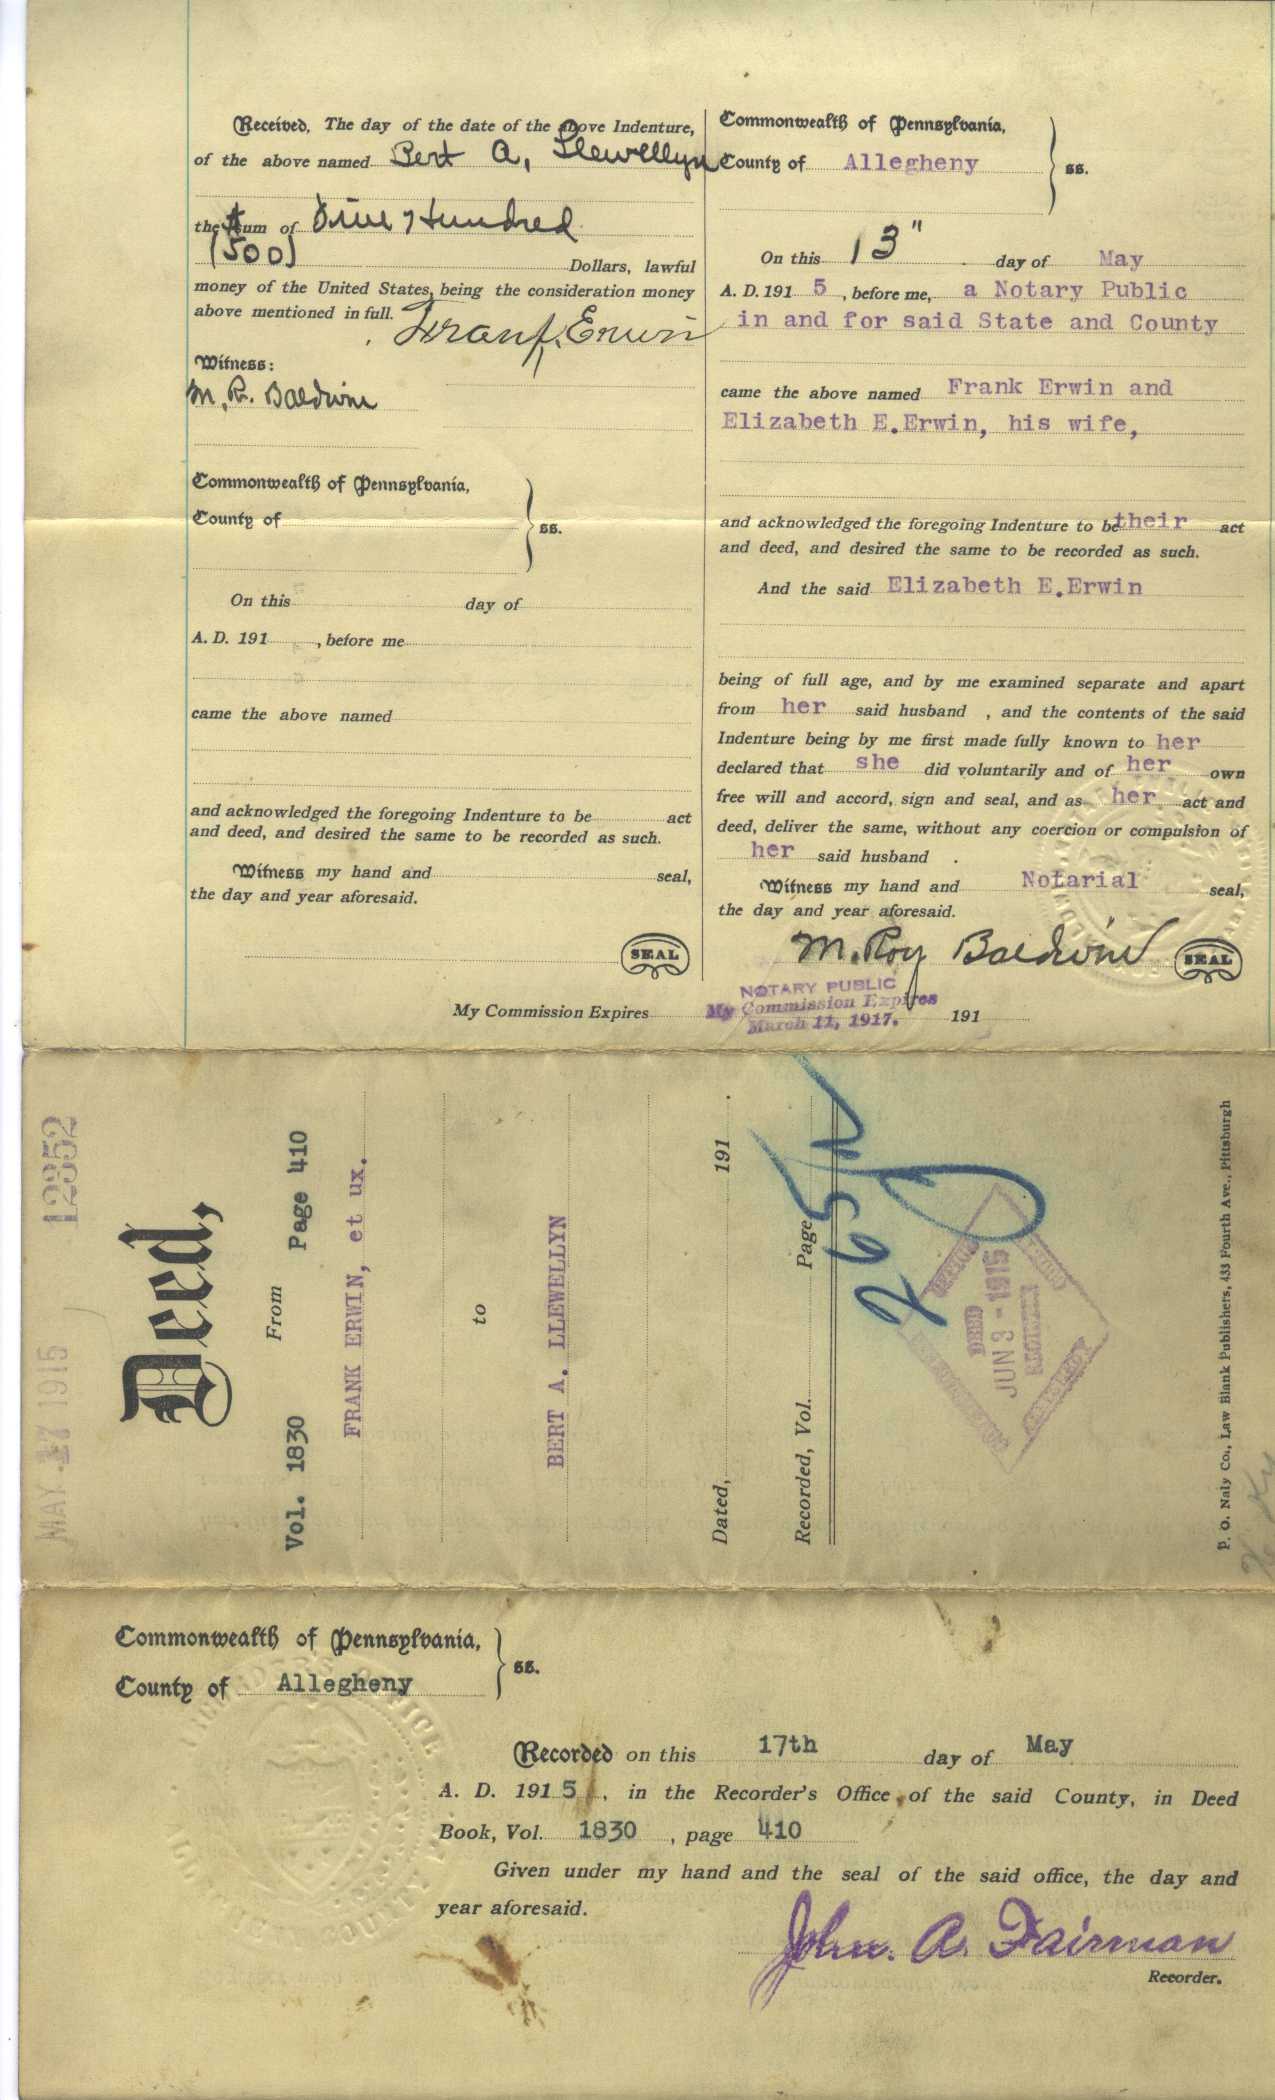 Received, The day of the date of the above Indenture,
of the above named Bert A, Llewellyn
the sum of Five Hundred
(500) Dollars, lawful
money of the United States, being the consideration money
above mentioned in full.
Frank Erwin
Witness:
M. R. Baldwin
Commonwealth of Pennsylvania,
County of ss.
On this day of
A. D. 191 , before me
came the above named
and acknowledged the foregoing Indenture to be act
and deed, and desired the same to be recorded as such.
Witness my hand and seal,
the day and year aforesaid.
SEAL
Commonwealth of Pennsylvania,
County of Allegheny ss.
On this 13" day of May
A. D. 191 5 , before me, a Notary Public
in and for said State and County
came the above named Frank Erwin and
Elizabeth E.Erwin, his wife,
and acknowledged the foregoing Indenture to be their act
and deed, and desired the same to be recorded as such.
And the said Elizabeth E.Erwin
being of full age, and by me examined separate and apart
from her said husband , and the contents of the said
Indenture being by me first made fully known to her
declared that she did voluntarily and of her own
free will and accord, sign and seal, and as her act and
deed, deliver the same, without any coercion or compulsion of
her said husband .
Witness my hand and Notarial seal,
the day and year aforesaid.
M. Roy Baldwin SEAL
NOTARY PUBLIC
My Commission Expires My Commission Expires 191
March 11, 1917.
MAY 17 1915 12352
Deed,
From
Vol. 1830 Page 410
FRANK ERWIN, et ux.
to
BERT A. LLEWELLYN
Dated, 191 .
Recorded, Vol. Page
265
DEED
JUN 3 - 1915
REGISTRY
P. O. Naly Co., Law Blank Publishers, 433 Fourth Ave., Pittsburgh
Commonwealth of Pennsylvania,
County of Allegheny ss.
Recorded on this 17th day of May
A. D. 191 5 , in the Recorder's Office of the said County, in Deed
Book, Vol. 1830 , page 410
Given under my hand and the seal of the said office, the day and
year aforesaid.
John. A. Fairman
Recorder.